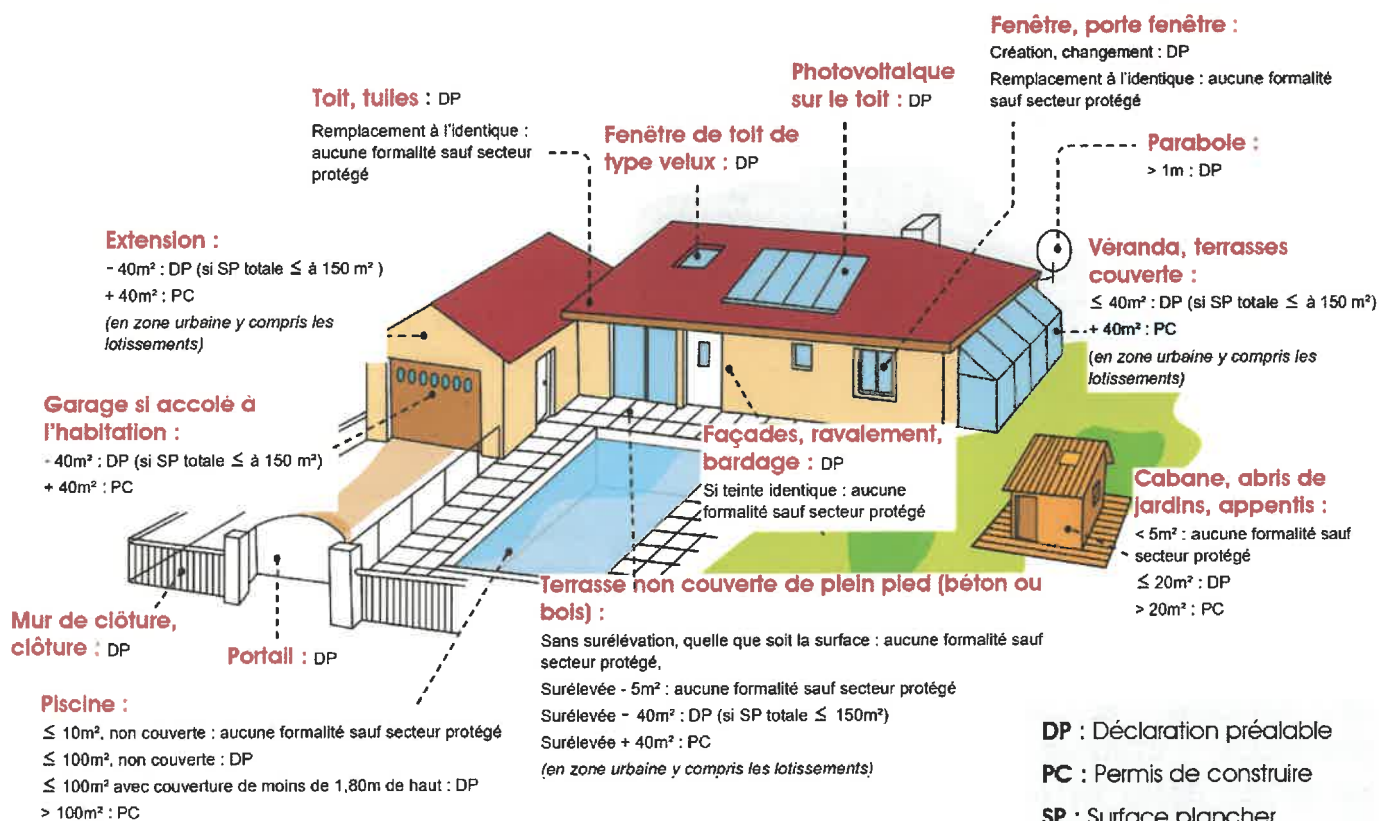 Fenêtre, porte fenêtre :
Création, changement : DP
Remplacement à l'identique : aucune formalité
sauf secteur protégé
Photovoltaïque
sur le toit : DP
Toit, tuiles : DP
Remplacement à l'identique :
aucune formalité sauf secteur
protégé
Fenêtre de toit de
type velux : DP
Parabole :
> 1m : DP
Extension :
- 40m² : DP (si SP totale ≤ à 150 m² )
+ 40m² : PC
(en zone urbaine y compris les
lotissements)
Véranda, terrasses
couverte :
≤ 40m² : DP (si SP totale ≤ à 150 m²)
+ 40m² : PC
(en zone urbaine y compris les
lotissements)
Garage si accolé à
l'habitation :
- 40m² : DP (si SP totale ≤ à 150 m²)
+ 40m² : PC
Façades, ravalement,
bardage : DP
Si teinte identique : aucune
formalité sauf secteur protégé
Cabane, abris de
jardins, appentis :
< 5m² : aucune formalité sauf
secteur protégé
≤ 20m² : DP
> 20m² : PC
Mur de clôture,
clôture : DP
Portail : DP
Terrasse non couverte de plein pied (béton ou
bois) :
Sans surélévation, quelle que soit la surface : aucune formalité sauf
secteur protégé,
Surélevée - 5m² : aucune formalité sauf secteur protégé
Surélevée - 40m² : DP (si SP totale ≤ 150m²)
Surélevée + 40m² : PC
(en zone urbaine y compris les lotissements)
Piscine :
≤ 10m², non couverte : aucune formalité sauf secteur protégé
≤ 100m², non couverte : DP
≤ 100m² avec couverture de moins de 1,80m de haut : DP
> 100m² : PC
DP : Déclaration préalable
PC : Permis de construire
SP : Surface plancher